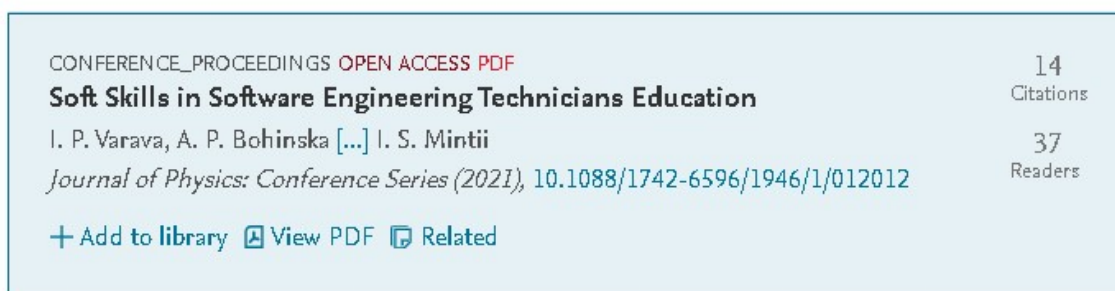 CONFERENCE_PROCEEDINGS OPEN ACCESS PDF
Soft Skills in Software Engineering Technicians Education
I. P. Varava, A. P. Bohinska [...] I. S. Mintii
Journal of Physics: Conference Series (2021), 10.1088/1742-6596/1946/1/012012
+ Add to library View PDF Related
14
Citations
37
Readers